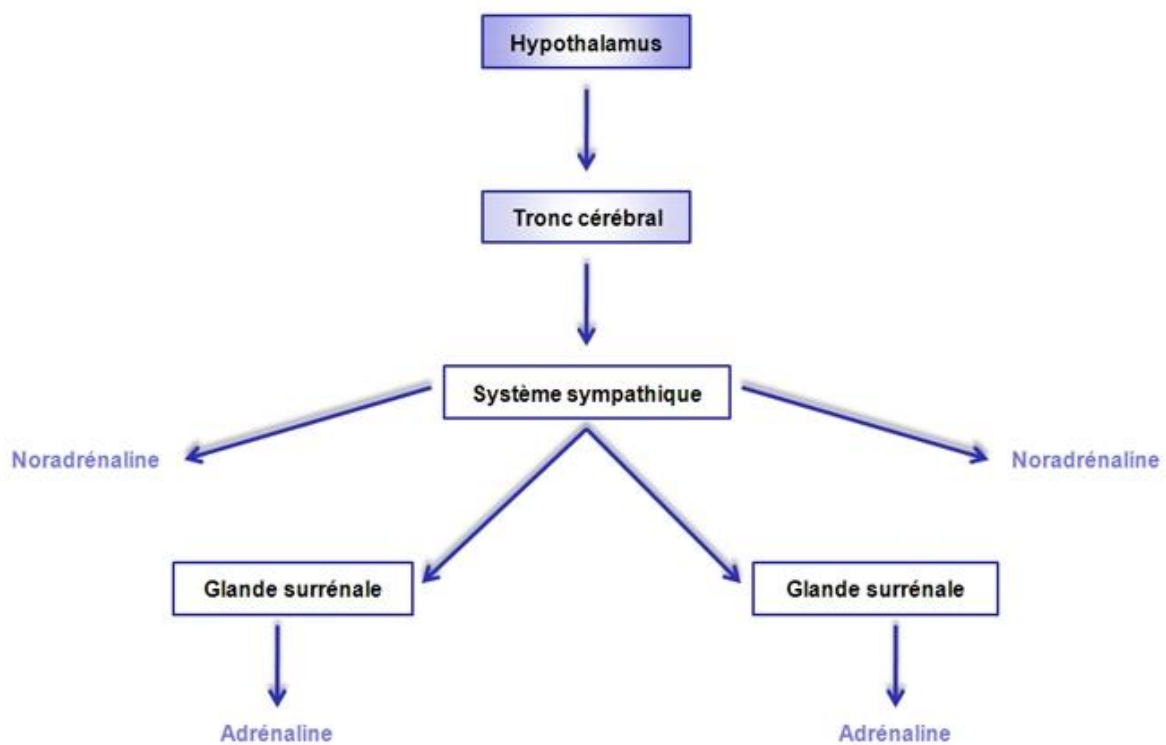 Hypothalamus
Tronc cérébral
Système sympathique
Noradrénaline
Noradrénaline
Glande surrénale
Glande surrénale
Adrénaline
Adrénaline